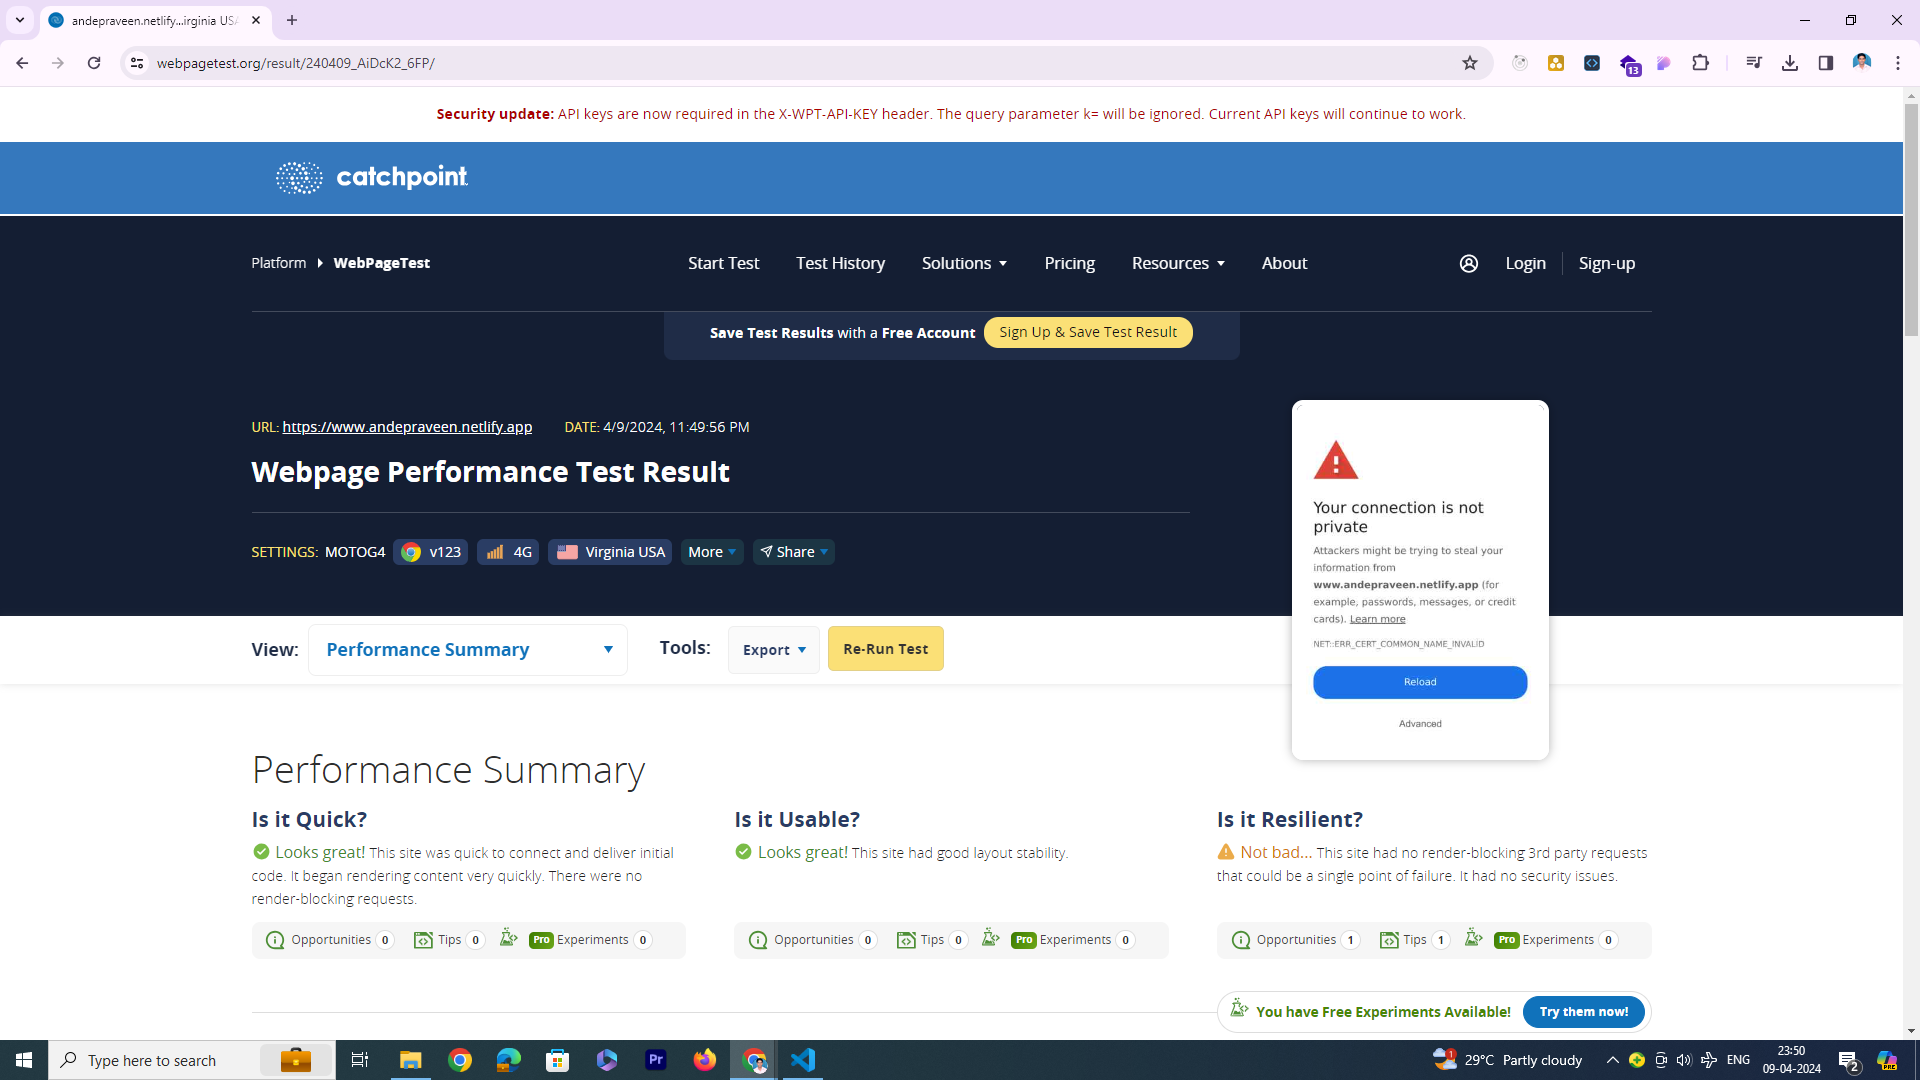 andepraveen.netlify...irginia USA
webpagetest.org/result/240409_AiDcK2_6FP/
13
Security update: API keys are now required in the X-WPT-API-KEY header. The query parameter k= will be ignored. Current API keys will continue to work.
catchpoint
Platform WebPageTest Start Test Test History Solutions Pricing Resources About Login Sign-up
Save Test Results with a Free Account Sign Up & Save Test Result
URL: https://www.andepraveen.netlify.app DATE: 4/9/2024, 11:49:56 PM
Webpage Performance Test Result
SETTINGS: MOTOG4 v123 4G Virginia USA More Share
Your connection is not
private
Attackers might be trying to steal your
information from
www.andepraveen.netlify.app (for
example, passwords, messages, or credit
cards). Learn more
NET::ERR_CERT_COMMON_NAME_INVALID
Reload
Advanced
View: Performance Summary Tools: Export Re-Run Test
Performance Summary
Is it Quick?
Looks great! This site was quick to connect and deliver initial
code. It began rendering content very quickly. There were no
render-blocking requests.
Opportunities 0 Tips 0 Pro Experiments 0
Is it Usable?
Looks great! This site had good layout stability.
Opportunities 0 Tips 0 Pro Experiments 0
Is it Resilient?
Not bad... This site had no render-blocking 3rd party requests
that could be a single point of failure. It had no security issues.
Opportunities 1 Tips 1 Pro Experiments 0
You have Free Experiments Available! Try them now!
Type here to search
Pr
1
29°C Partly cloudy
ENG
23:50
09-04-2024
2
PRE